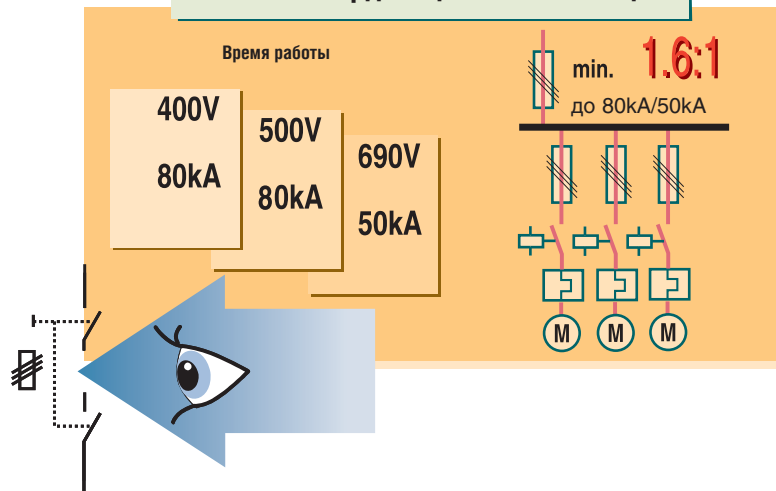 Время работы
400V
80kA
500V
80kA
690V
50kA
min. 1.6:1
до 80kA/50kA
M M M